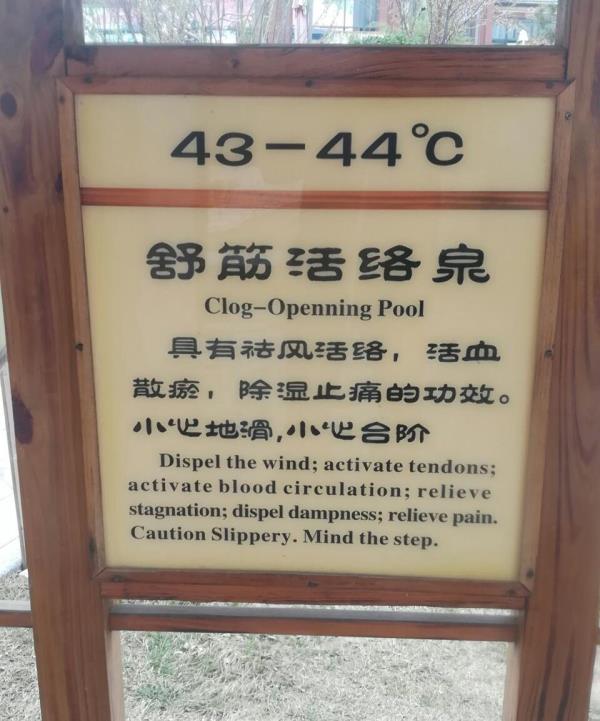 43-44℃
舒筋活络泉
Clog-Openning Pool
具有祛风活络，活血
散瘀，除湿止痛的功效。
小心地滑,小心台阶
Dispel the wind; activate tendons;
activate blood circulation; relieve
stagnation; dispel dampness; relieve pain.
Caution Slippery. Mind the step.